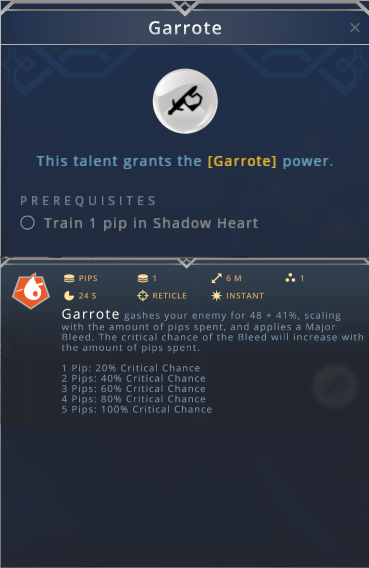 Garrote
×
This talent grants the [Garrote] power.
PREREQUISITES
Train 1 pip in Shadow Heart
PIPS 1 6 M 1
24 S RETICLE INSTANT
Garrote gashes your enemy for 48 + 41%, scaling
with the amount of pips spent, and applies a Major
Bleed. The critical chance of the Bleed will increase with
the amount of pips spent.
1 Pip: 20% Critical Chance
2 Pips: 40% Critical Chance
3 Pips: 60% Critical Chance
4 Pips: 80% Critical Chance
5 Pips: 100% Critical Chance